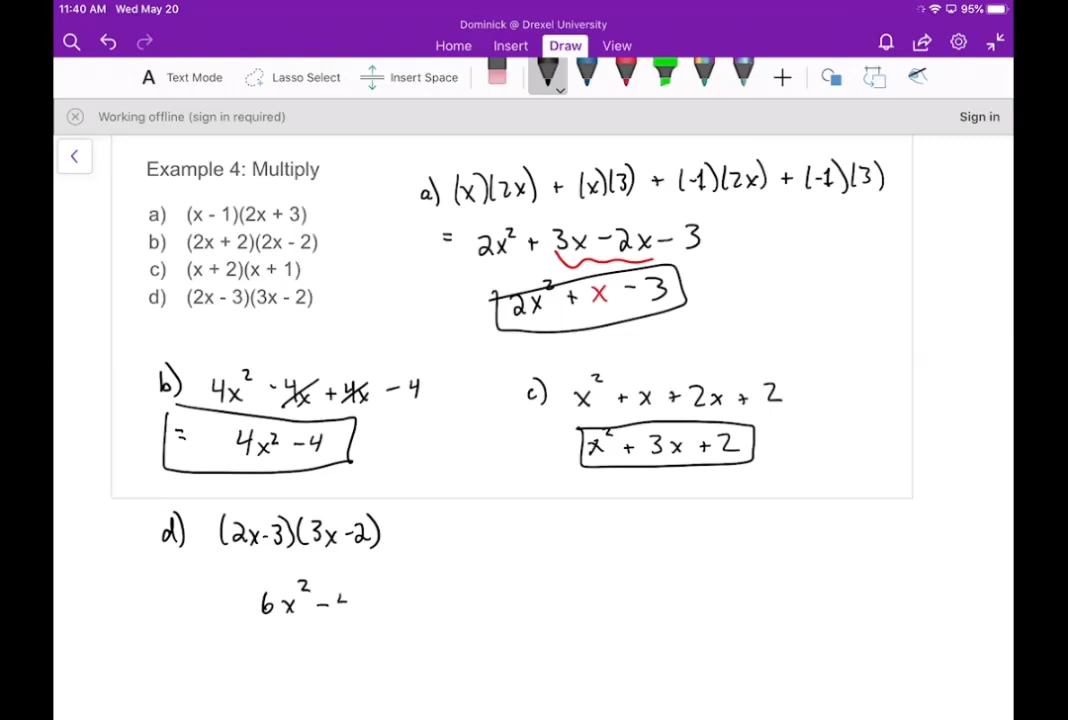 11:40 AM Wed May 20 95%
Dominick @ Drexel University
Home Insert Draw View
Text Mode Lasso Select Insert Space
Working offline (sign in required) Sign in
Example 4: Multiply
a) (x - 1)(2x + 3)
b) (2x + 2)(2x - 2)
c) (x + 2)(x + 1)
d) (2x - 3)(3x - 2)
a) (x)(2x) + (x)(3) + (-1)(2x) + (-1)(3)
= 2x² + 3x - 2x - 3
2x² + x - 3
b) 4x² - 4x + 4x - 4
= 4x² - 4
c) x² + x + 2x + 2
x² + 3x + 2
d) (2x-3)(3x-2)
6x² -